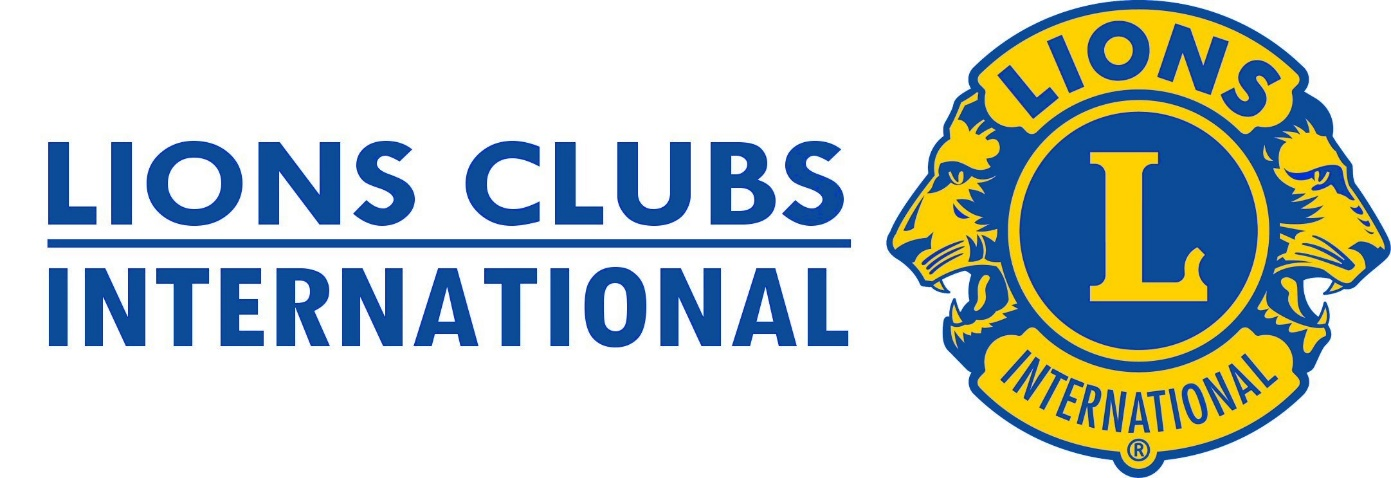 LIONS CLUBS
INTERNATIONAL
LIONS
L
INTERNATIONAL
®